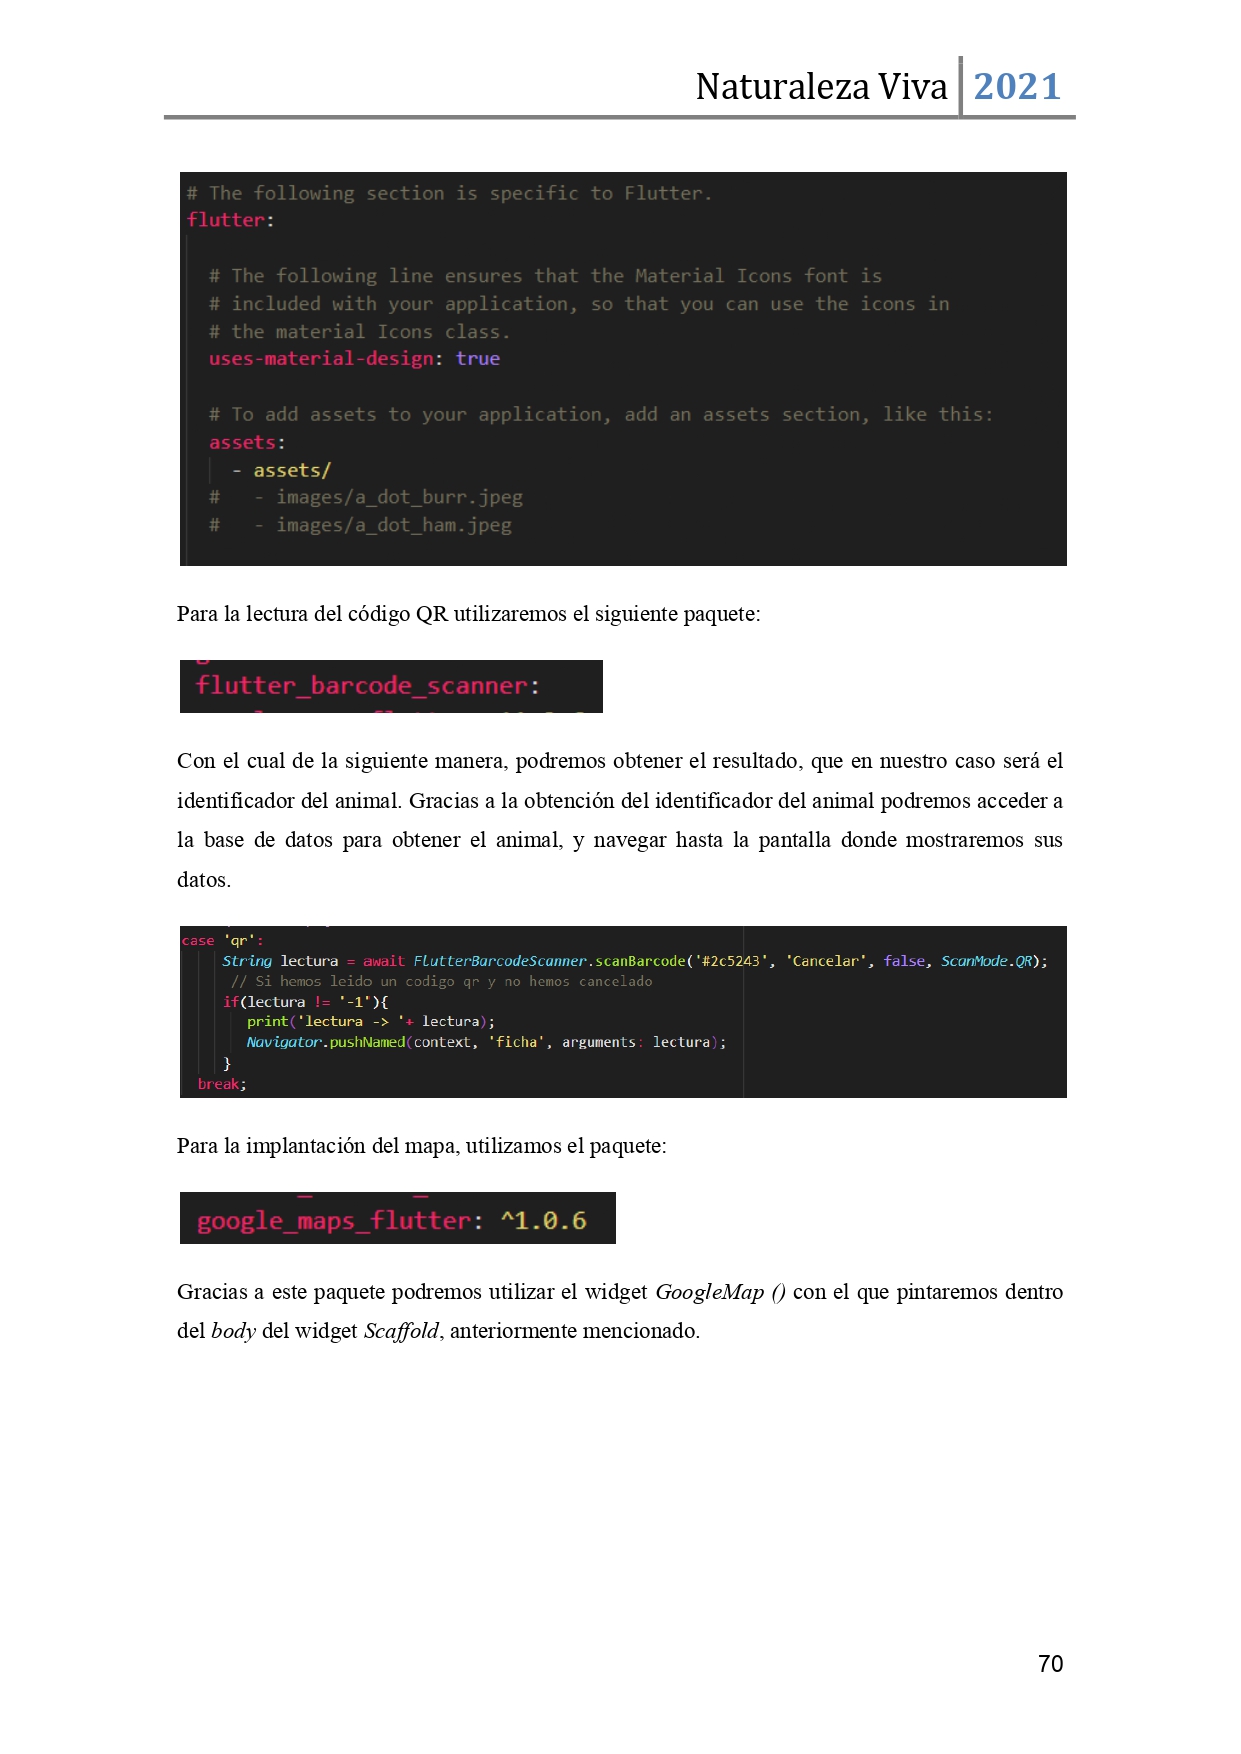 Naturaleza Viva 2021
# The following section is specific to Flutter.
flutter:
# The following line ensures that the Material Icons font is
# included with your application, so that you can use the icons in
# the material Icons class.
uses-material-design: true
# To add assets to your application, add an assets section, like this:
assets:
- assets/
#   - images/a_dot_burr.jpeg
#   - images/a_dot_ham.jpeg
Para la lectura del código QR utilizaremos el siguiente paquete:
flutter_barcode_scanner:
Con el cual de la siguiente manera, podremos obtener el resultado, que en nuestro caso será el
identificador del animal. Gracias a la obtención del identificador del animal podremos acceder a
la base de datos para obtener el animal, y navegar hasta la pantalla donde mostraremos sus
datos.
case 'qr':
String lectura = await FlutterBarcodeScanner.scanBarcode('#2c5243', 'Cancelar', false, ScanMode.QR);
// Si hemos leido un codigo qr y no hemos cancelado
if(lectura != '-1'){
print('lectura -> '+ lectura);
Navigator.pushNamed(context, 'ficha', arguments: lectura);
}
break;
Para la implantación del mapa, utilizamos el paquete:
google_maps_flutter: ^1.0.6
Gracias a este paquete podremos utilizar el widget GoogleMap () con el que pintaremos dentro
del body del widget Scaffold, anteriormente mencionado.
70